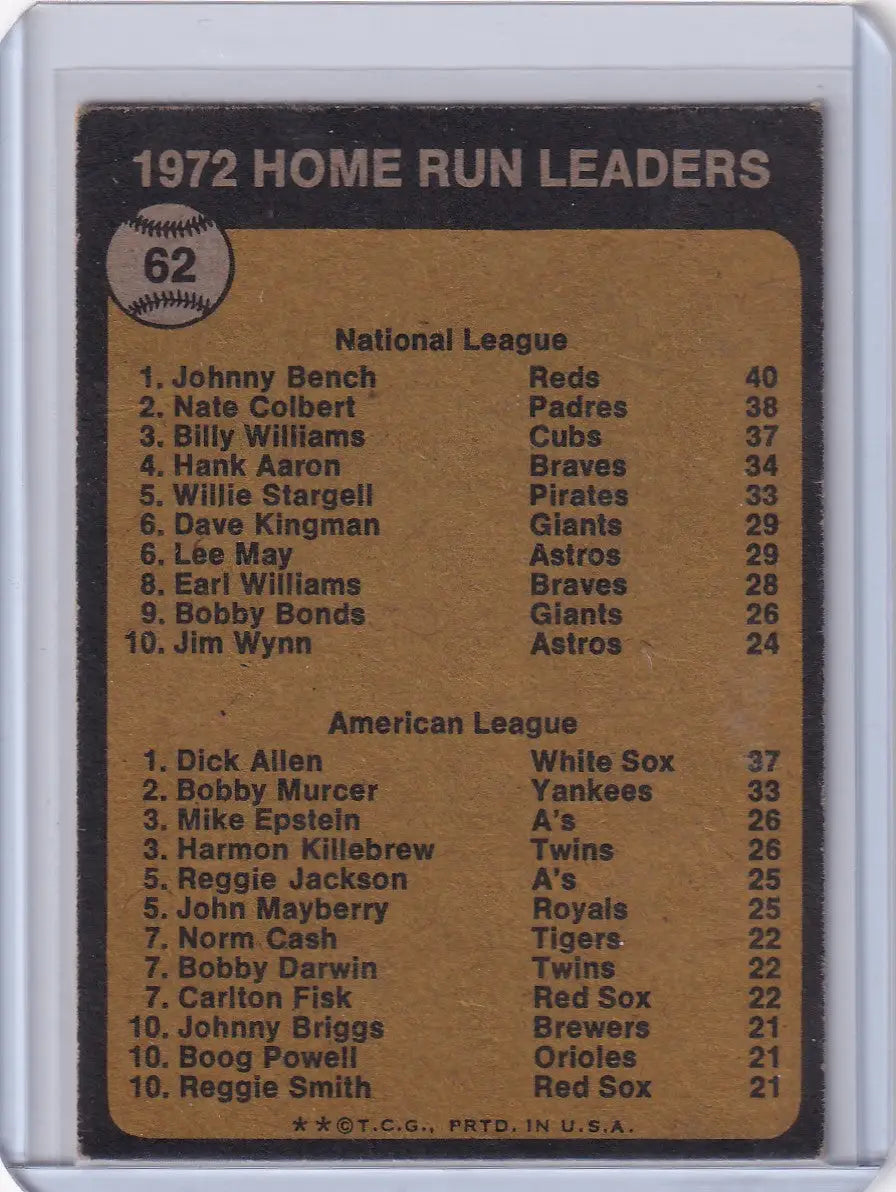 1972 HOME RUN LEADERS
62
National League
1. Johnny Bench Reds 40
2. Nate Colbert Padres 38
3. Billy Williams Cubs 37
4. Hank Aaron Braves 34
5. Willie Stargell Pirates 33
6. Dave Kingman Giants 29
6. Lee May Astros 29
8. Earl Williams Braves 28
9. Bobby Bonds Giants 26
10. Jim Wynn Astros 24
American League
1. Dick Allen White Sox 37
2. Bobby Murcer Yankees 33
3. Mike Epstein A's 26
3. Harmon Killebrew Twins 26
5. Reggie Jackson A's 25
5. John Mayberry Royals 25
7. Norm Cash Tigers 22
7. Bobby Darwin Twins 22
7. Carlton Fisk Red Sox 22
10. Johnny Briggs Brewers 21
10. Boog Powell Orioles 21
10. Reggie Smith Red Sox 21
**©T.C.G., PRTD. IN U.S.A.